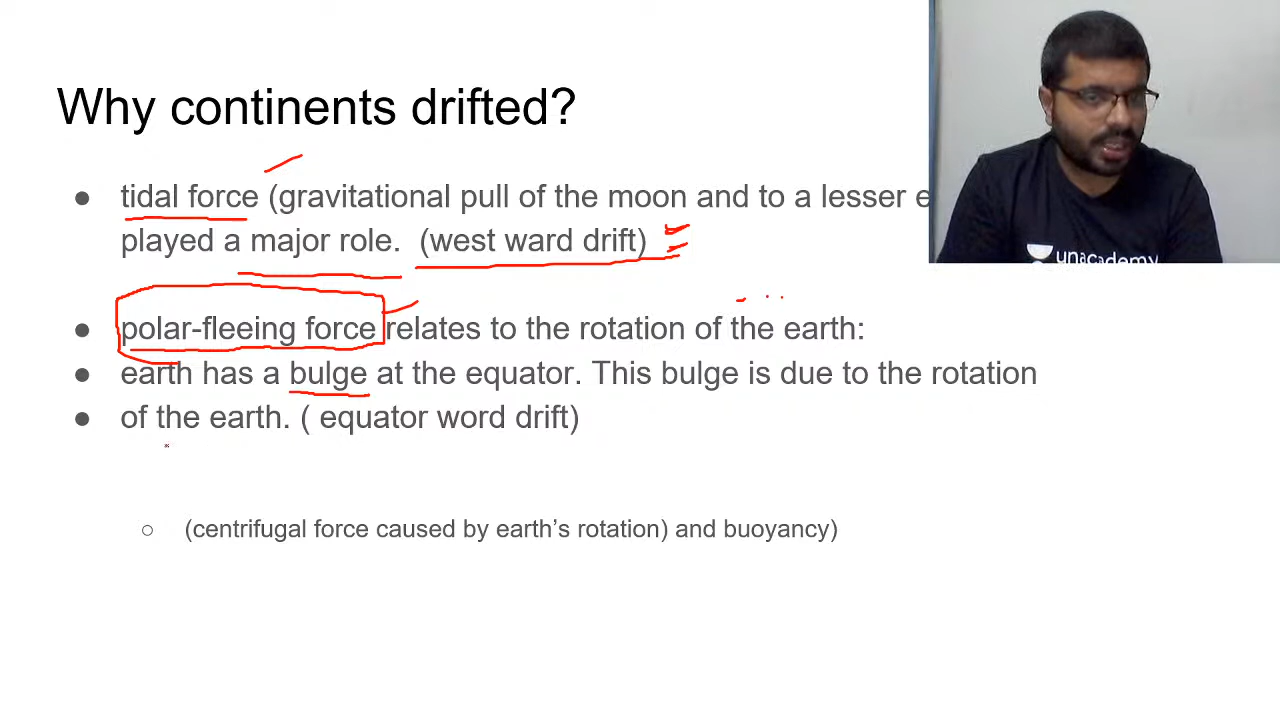 Why continents drifted?
● tidal force (gravitational pull of the moon and to a lesser e
played a major role. (west ward drift)
● polar-fleeing force relates to the rotation of the earth:
● earth has a bulge at the equator. This bulge is due to the rotation
● of the earth. ( equator word drift)
○ (centrifugal force caused by earth's rotation) and buoyancy)
unacademy